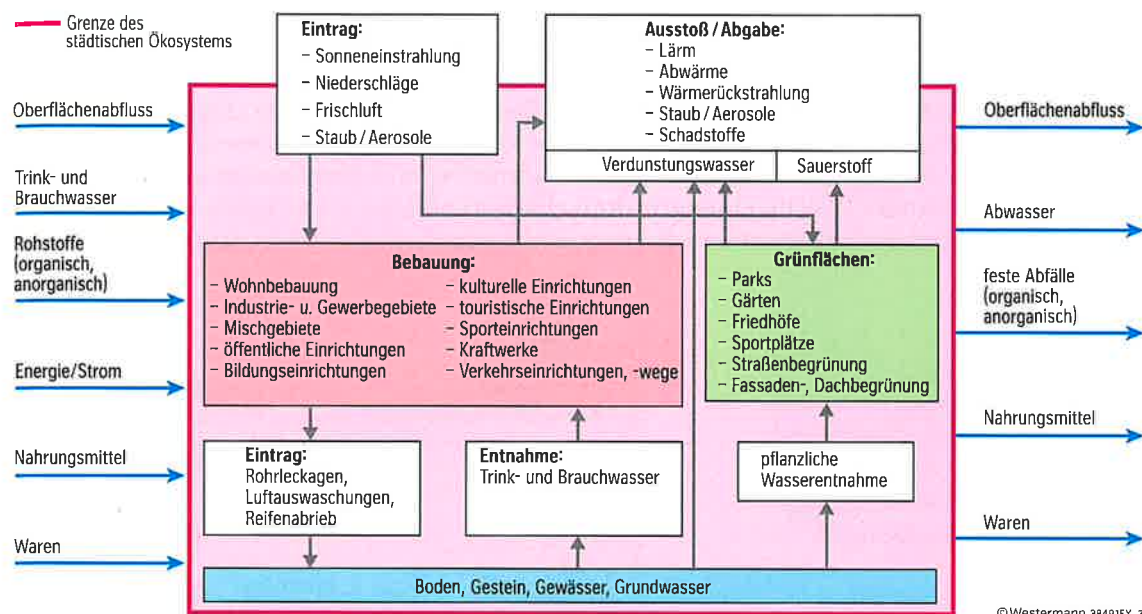 Grenze des
städtischen Ökosystems
Eintrag:
– Sonneneinstrahlung
– Niederschläge
– Frischluft
– Staub/Aerosole
Ausstoß/Abgabe:
– Lärm
– Abwärme
– Wärmerückstrahlung
– Staub/Aerosole
– Schadstoffe
Verdunstungswasser
Sauerstoff
Oberflächenabfluss
Trink- und
Brauchwasser
Rohstoffe
(organisch,
anorganisch)
Energie/Strom
Nahrungsmittel
Waren
Bebauung:
– Wohnbebauung
– Industrie- u. Gewerbegebiete
– Mischgebiete
– öffentliche Einrichtungen
– Bildungseinrichtungen
– kulturelle Einrichtungen
– touristische Einrichtungen
– Sporteinrichtungen
– Kraftwerke
– Verkehrseinrichtungen, -wege
Grünflächen:
– Parks
– Gärten
– Friedhöfe
– Sportplätze
– Straßenbegrünung
– Fassaden-, Dachbegrünung
Eintrag:
Rohrleckagen,
Luftauswaschungen,
Reifenabrieb
Entnahme:
Trink- und Brauchwasser
pflanzliche
Wasserentnahme
Boden, Gestein, Gewässer, Grundwasser
Oberflächenabfluss
Abwasser
feste Abfälle
(organisch,
anorganisch)
Nahrungsmittel
Waren
©Westermann